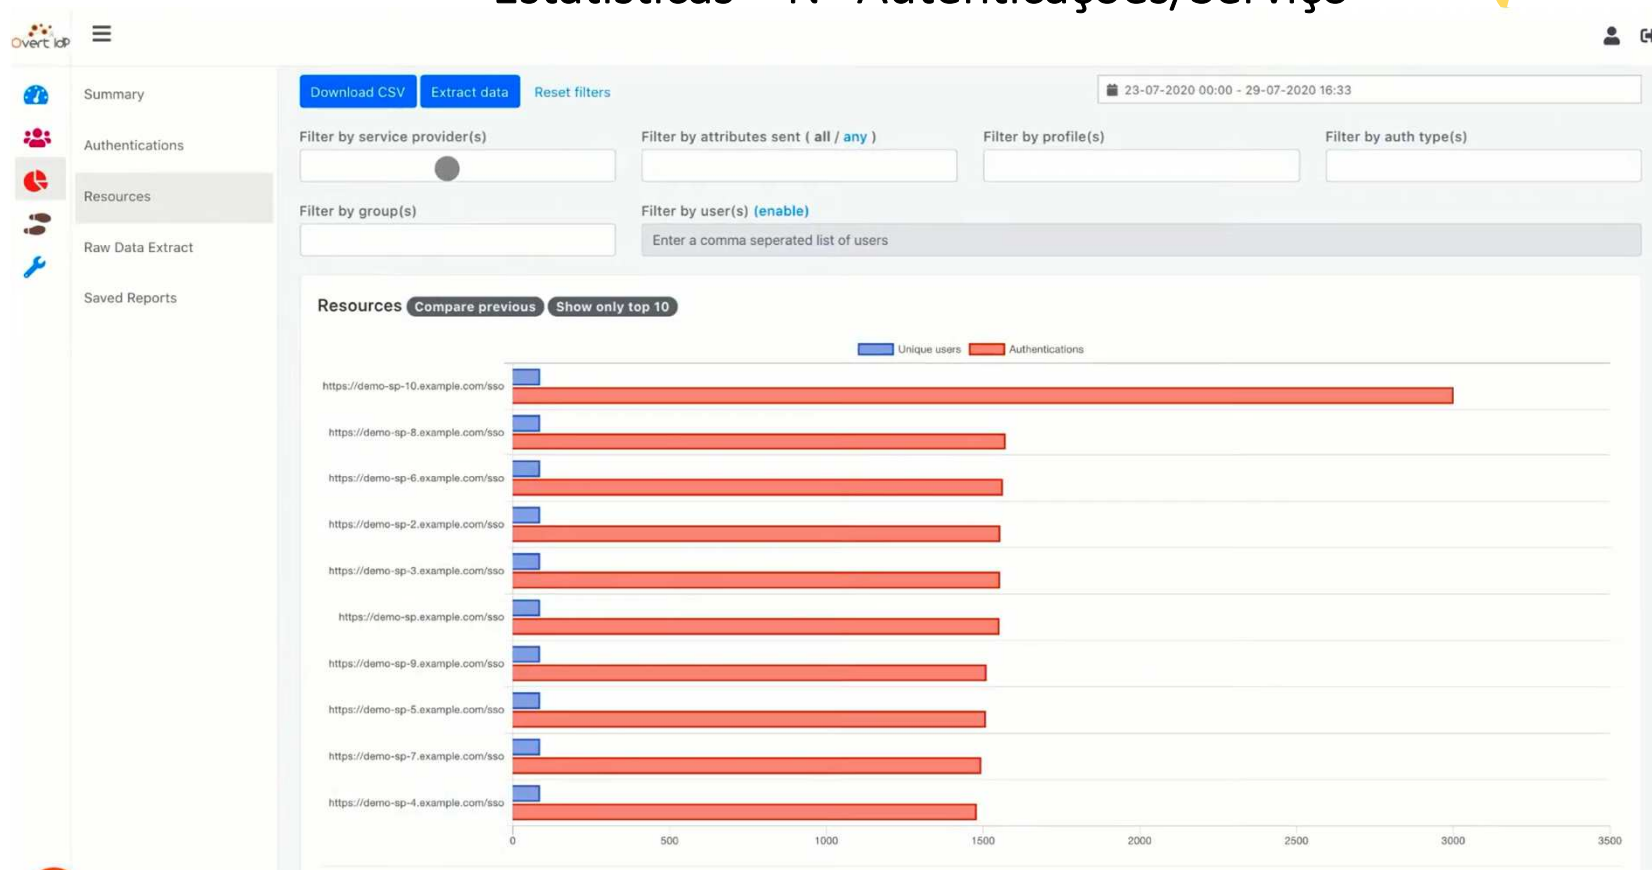 Estatísticas – Nº Autenticações/Serviço
Overt IdP
Summary
Authentications
Resources
Raw Data Extract
Saved Reports
Download CSV Extract data Reset filters
23-07-2020 00:00 - 29-07-2020 16:33
Filter by service provider(s) Filter by attributes sent ( all / any ) Filter by profile(s) Filter by auth type(s)
Filter by group(s) Filter by user(s) (enable)
Enter a comma seperated list of users
Resources Compare previous Show only top 10
Unique users Authentications
https://demo-sp-10.example.com/sso
https://demo-sp-8.example.com/sso
https://demo-sp-6.example.com/sso
https://demo-sp-2.example.com/sso
https://demo-sp-3.example.com/sso
https://demo-sp.example.com/sso
https://demo-sp-9.example.com/sso
https://demo-sp-5.example.com/sso
https://demo-sp-7.example.com/sso
https://demo-sp-4.example.com/sso
0 500 1000 1500 2000 2500 3000 3500